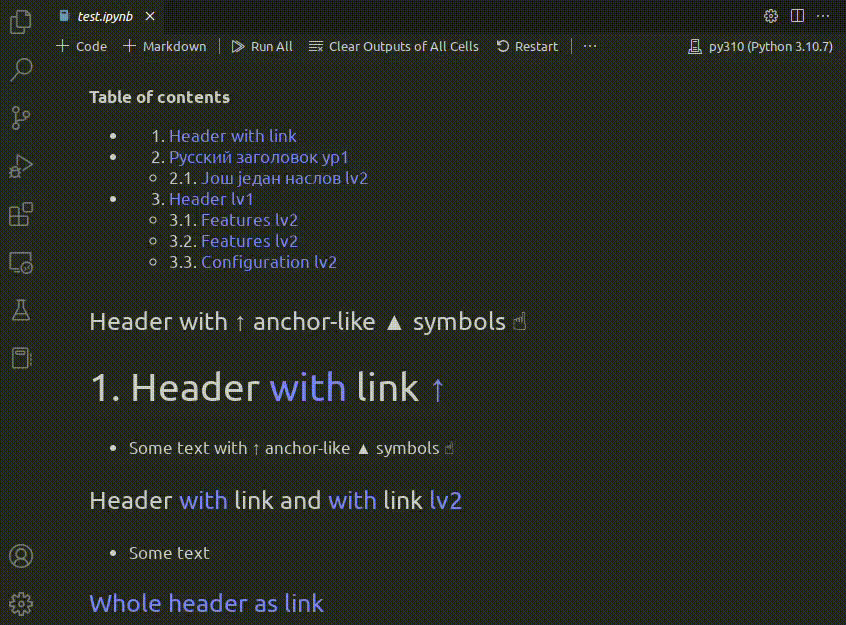 test.ipynb
Code Markdown Run All Clear Outputs of All Cells Restart ··· py310 (Python 3.10.7)
Table of contents
1. Header with link
2. Русский заголовок ур1
2.1. Још један наслов lv2
3. Header lv1
3.1. Features lv2
3.2. Features lv2
3.3. Configuration lv2
Header with ↑ anchor-like ▲ symbols ☝
1. Header with link ↑
Some text with ↑ anchor-like ▲ symbols ☝
Header with link and with link lv2
Some text
Whole header as link